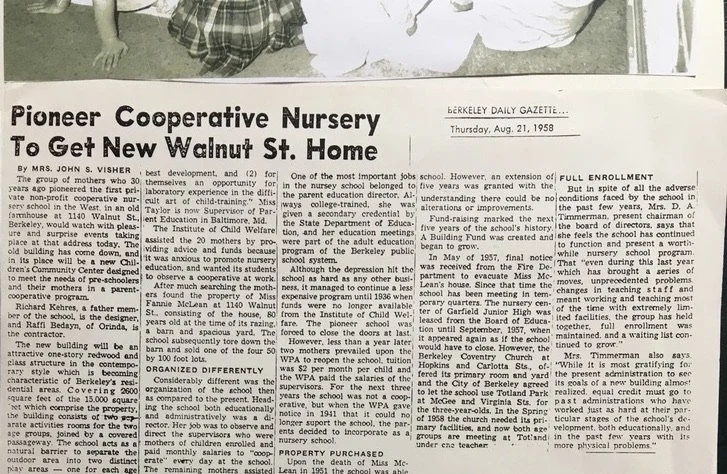 Pioneer Cooperative Nursery
To Get New Walnut St. Home
BERKELEY DAILY GAZETTE...
Thursday, Aug. 21, 1958
By MRS. JOHN S. VISHER
The group of mothers who 30
years ago pioneered the first pri-
vate non-profit cooperative nur-
sery school in the West, in an old
farmhouse at 1140 Walnut St.,
Berkeley, would watch with pleas-
ure and surprise events taking
place at that address today. The
old building has come down, and
in its place will be a new Chil-
dren's Community Center designed
to meet the needs of pre-schoolers
and their mothers in a parent-
cooperative program.
Richard Kehres, a father mem-
ber of the school, is the designer,
and Raffi Bedayn, of Orinda, is
the contractor.
The new building will be an
attractive one-story redwood and
glass structure in the contempo-
rary style which is becoming
characteristic of Berkeley's resi-
dential areas. Covering 2600
square feet of the 15,000 square
feet which comprise the property,
the building consists of two sep-
arate activities rooms for the two
age groups, joined by a covered
passageway. The school acts as a
natural barrier to separate the
outdoor area into two distinct
play areas — one for each age
best development, and (2) for
themselves an opportunity for
laboratory experience in the diffi-
cult art of child-training." Miss
Taylor is now Supervisor of Par-
ent Education in Baltimore, Md.
The Institute of Child Welfare
assisted the 20 mothers by pro-
viding advice and funds because
it was anxious to promote nursery
education, and wanted its students
to observe a cooperative at work.
After much searching the moth-
ers found the property of Miss
Fannie McLean at 1140 Walnut
St., consisting of the house, 80
years old at the time of its razing,
a barn and spacious yard. The
school subsequently tore down the
barn and sold one of the four 50
by 100 foot lots.
ORGANIZED DIFFERENTLY
Considerably different was the
organization of the school then
as compared to the present. Head-
ing the school both educationally
and administratively was a di-
rector. Her job was to observe and
direct the supervisors who were
mothers of children enrolled and
paid monthly salaries to "coop-
erate" every day at the school.
The remaining mothers assisted
One of the most important jobs
in the nursey school belonged to
the parent education director, Al-
ways college-trained, she was
given a secondary credential by
the State Department of Educa-
tion, and her education meetings
were part of the adult education
program of the Berkeley public
school system.
Although the depression hit the
school as hard as any other busi-
ness, it managed to continue a less
expensive program until 1936 when
funds were no longer available
from the Institute of Child Wel-
fare. The pioneer school was
forced to close the doors at last.
However, less than a year later
two mothers prevailed upon the
WPA to reopen the school, tuition
was $2 per month per child and
the WPA paid the salaries of the
supervisors. For the next three
years the school was not a coop-
erative, but when the WPA gave
notice in 1941 that it could no
longer support the school, the par-
ents decided to incorporate as a
nursery school.
PROPERTY PURCHASED
Upon the death of Miss Mc-
Lean in 1951 the school was able
school. However, an extension of
five years was granted with the
understanding there could be no
alterations or improvements.
Fund-raising marked the next
five years of the school's history.
A Building Fund was created and
began to grow.
In May of 1957, final notice
was received from the Fire De-
partment to evacuate Miss Mc-
Lean's house. Since that time the
school has been meeting in tem-
porary quarters. The nursery cen-
ter of Garfield Junior High was
leased from the Board of Educa-
tion until September, 1957, when
it appeared again as if the school
would have to close. However, the
Berkeley Coventry Church at
Hopkins and Carlotta Sts., of-
fered its primary room and yard
and the City of Berkeley agreed
to let the school use Totland Park
at McGee and Virginia Sts. for
the three-year-olds. In the Spring
of 1958 the church needed its pri-
mary facilities, and now both age
groups are meeting at Totland
under one teacher
FULL ENROLLMENT
But in spite of all the adverse
conditions faced by the school in
the past few years, Mrs. D. A.
Timmerman, present chairman of
the board of directors, says that
she feels the school has continued
to function and present a worth-
while nursery school program.
That "even during this last year
which has brought a series of
moves, unprecedented problems,
changes in teaching staff and
meant working and teaching most
of the time with extremely lim-
ited facilities, the group has held
together, full enrollment was
maintained, and a waiting list con-
tinued to grow."
Mrs. Timmerman also says,
"While it is most gratifying for
the present administration to see
its goals of a new building almost
realized, equal credit must go to
past administrations who have
worked just as hard at their par-
ticular stages of the school's de-
velopment, both educationally, and
in the past few years with its
more physical problems."